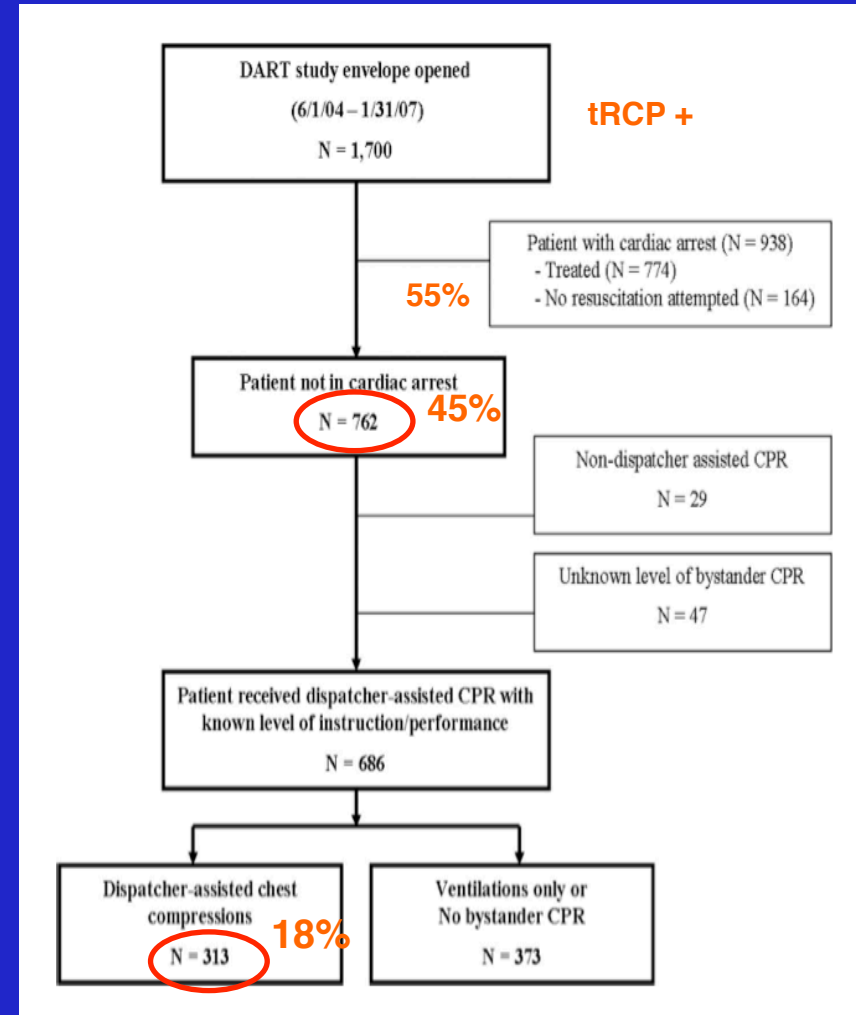 DART study envelope opened
(6/1/04 – 1/31/07)
N = 1,700
tRCP +
Patient with cardiac arrest (N = 938)
- Treated (N = 774)
- No resuscitation attempted (N = 164)
55%
Patient not in cardiac arrest
N = 762
45%
Non-dispatcher assisted CPR
N = 29
Unknown level of bystander CPR
N = 47
Patient received dispatcher-assisted CPR with
known level of instruction/performance
N = 686
Dispatcher-assisted chest
compressions
N = 313
18%
Ventilations only or
No bystander CPR
N = 373